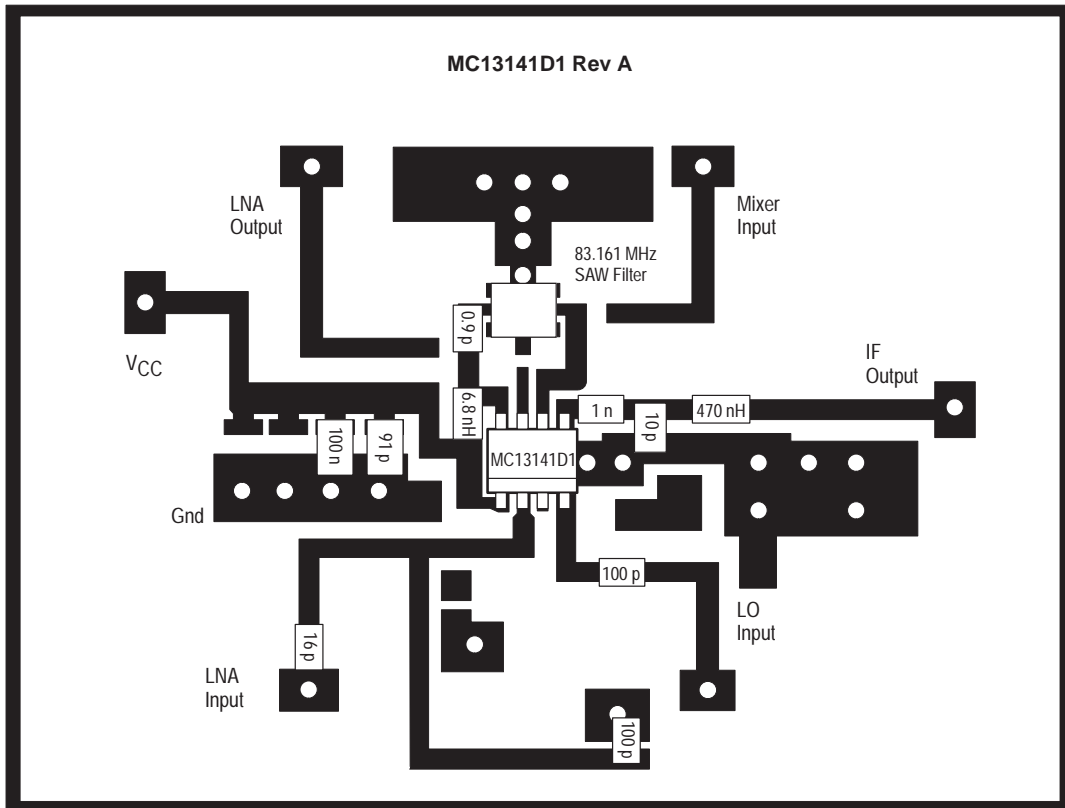 MC13141D1 Rev A
LNA
Output
Mixer
Input
83.161 MHz
SAW Filter
0.9 p
VCC
IF
Output
6.8 nH
1 n
10 p
470 nH
100 n
91 p
MC13141D1
Gnd
100 p
LO
Input
16 p
LNA
Input
100 p